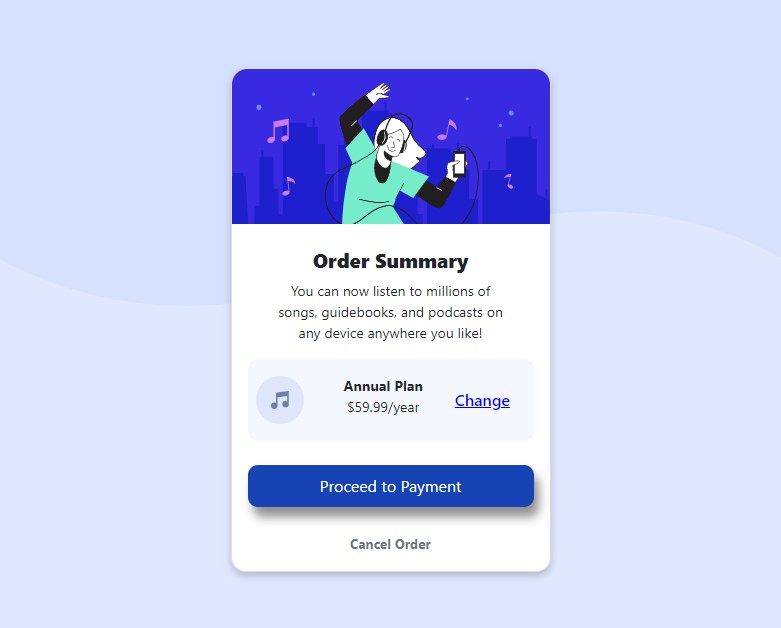 Order Summary
You can now listen to millions of
songs, guidebooks, and podcasts on
any device anywhere you like!
Annual Plan
$59.99/year
Change
Proceed to Payment
Cancel Order